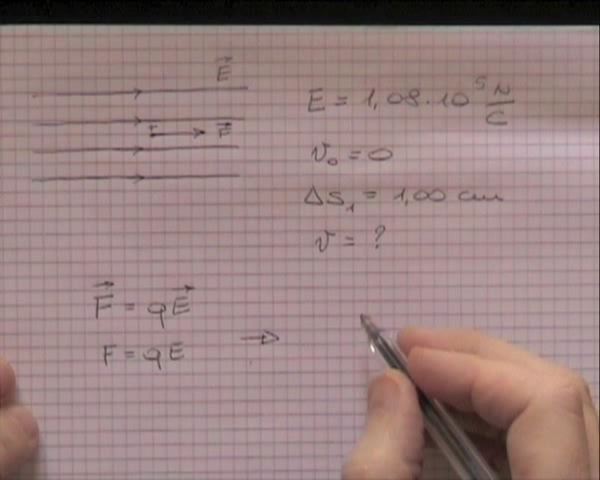 E⃗
F⃗
E = 1,08·10⁵ N/C
v₀ = 0
ΔS₁ = 1,00 cm
v = ?
F⃗ = qE⃗
F = qE ⇒